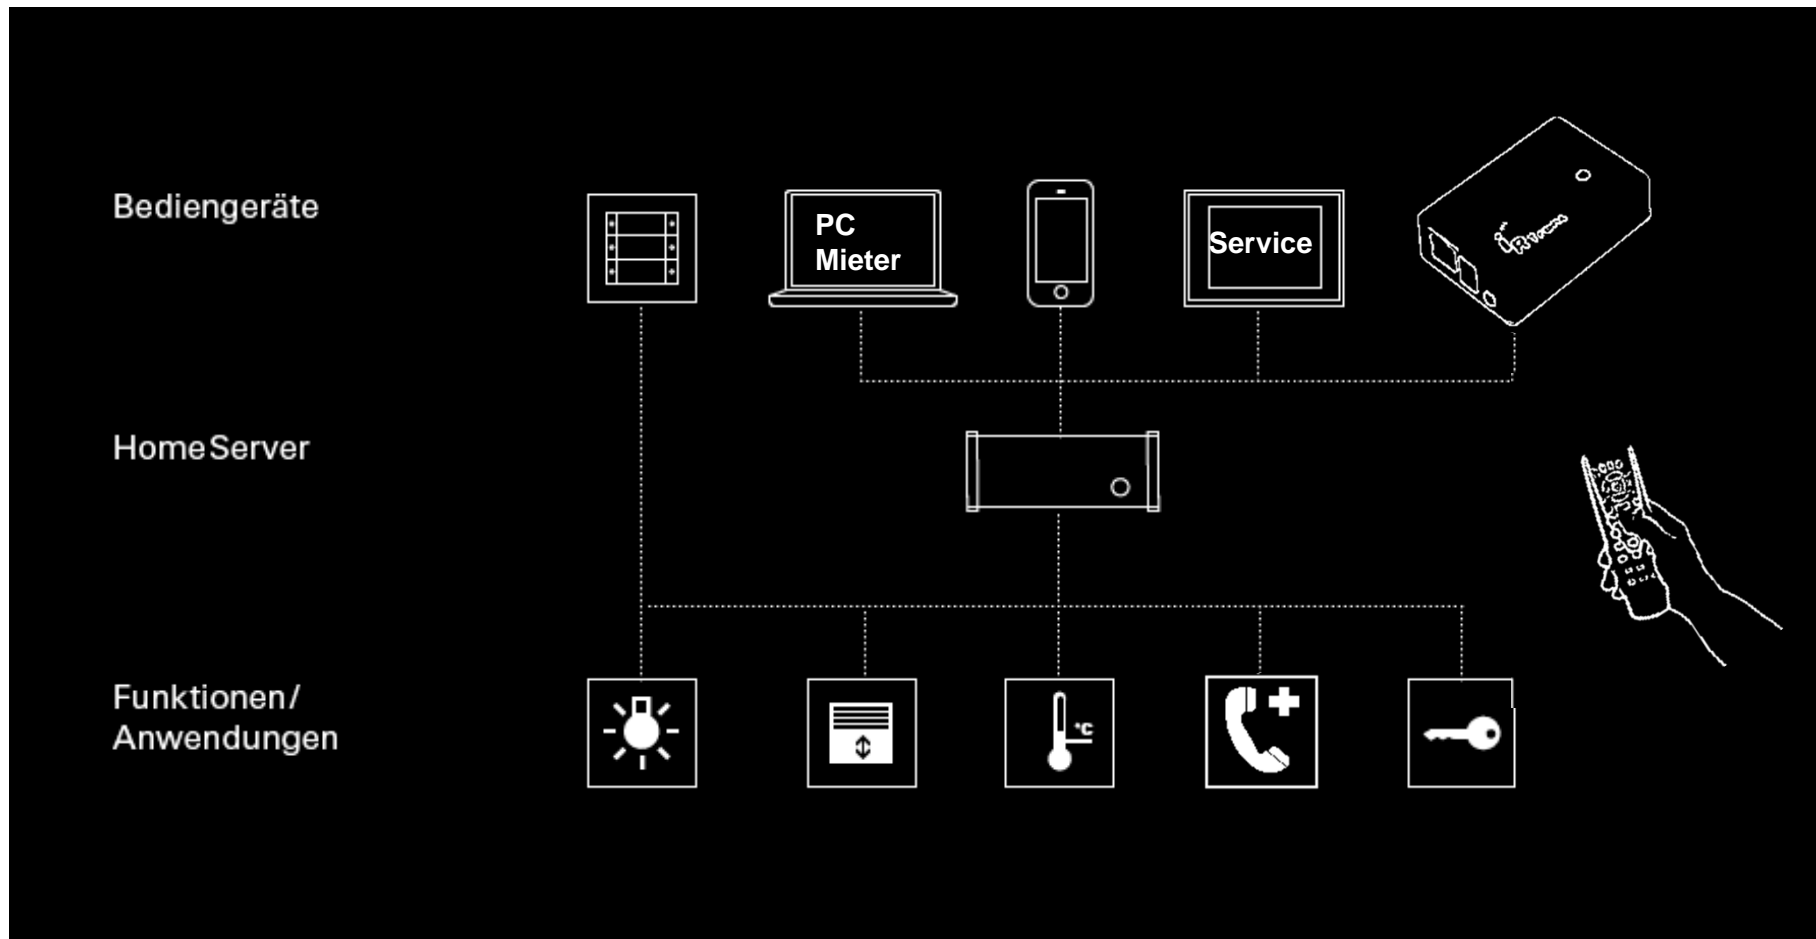 Bediengeräte
PC
Mieter
Service
HomeServer
Funktionen/
Anwendungen
°C